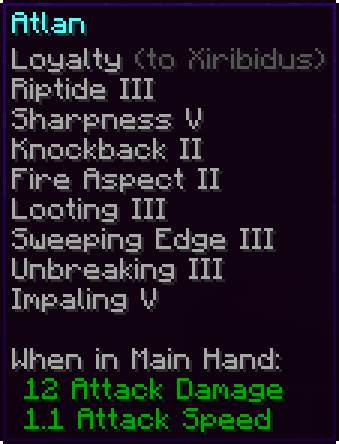 Atlan
Loyalty (to Xiribidus)
Riptide III
Sharpness V
Knockback II
Fire Aspect II
Looting III
Sweeping Edge III
Unbreaking III
Impaling V
When in Main Hand:
12 Attack Damage
1.1 Attack Speed